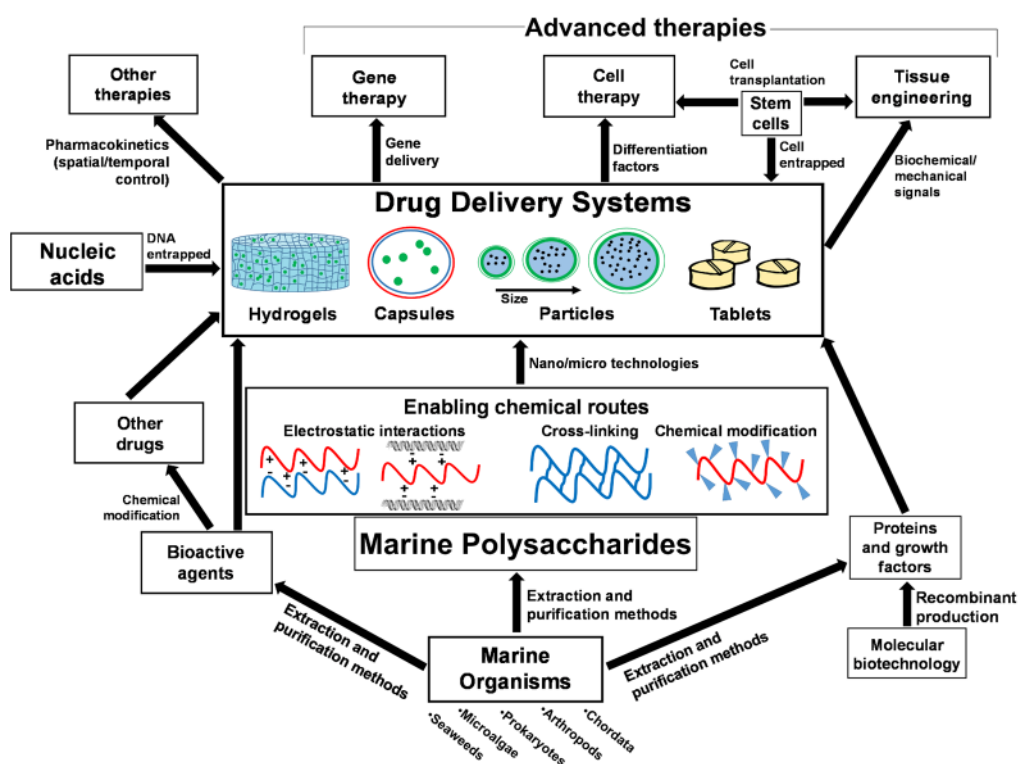 Advanced therapies
Other
therapies
Gene
therapy
Cell
therapy
Cell
transplantation
Stem
cells
Tissue
engineering
Pharmacokinetics
(spatial/temporal
control)
Gene
delivery
Differentiation
factors
Cell
entrapped
Biochemical/
mechanical
signals
Drug Delivery Systems
Nucleic
acids
DNA
entrapped
Size
Hydrogels
Capsules
Particles
Tablets
Nano/micro technologies
Other
drugs
Enabling chemical routes
Electrostatic interactions
Cross-linking
Chemical modification
+ + + +
- - - -
+ +
- -
+ +
- -
Chemical
modification
Bioactive
agents
Marine Polysaccharides
Proteins
and growth
factors
Extraction and
purification methods
Extraction and
purification methods
Extraction and
purification methods
Recombinant
production
Molecular
biotechnology
Marine
Organisms
•Seaweeds
•Microalgae
•Prokaryotes
•Arthropods
•Chordata